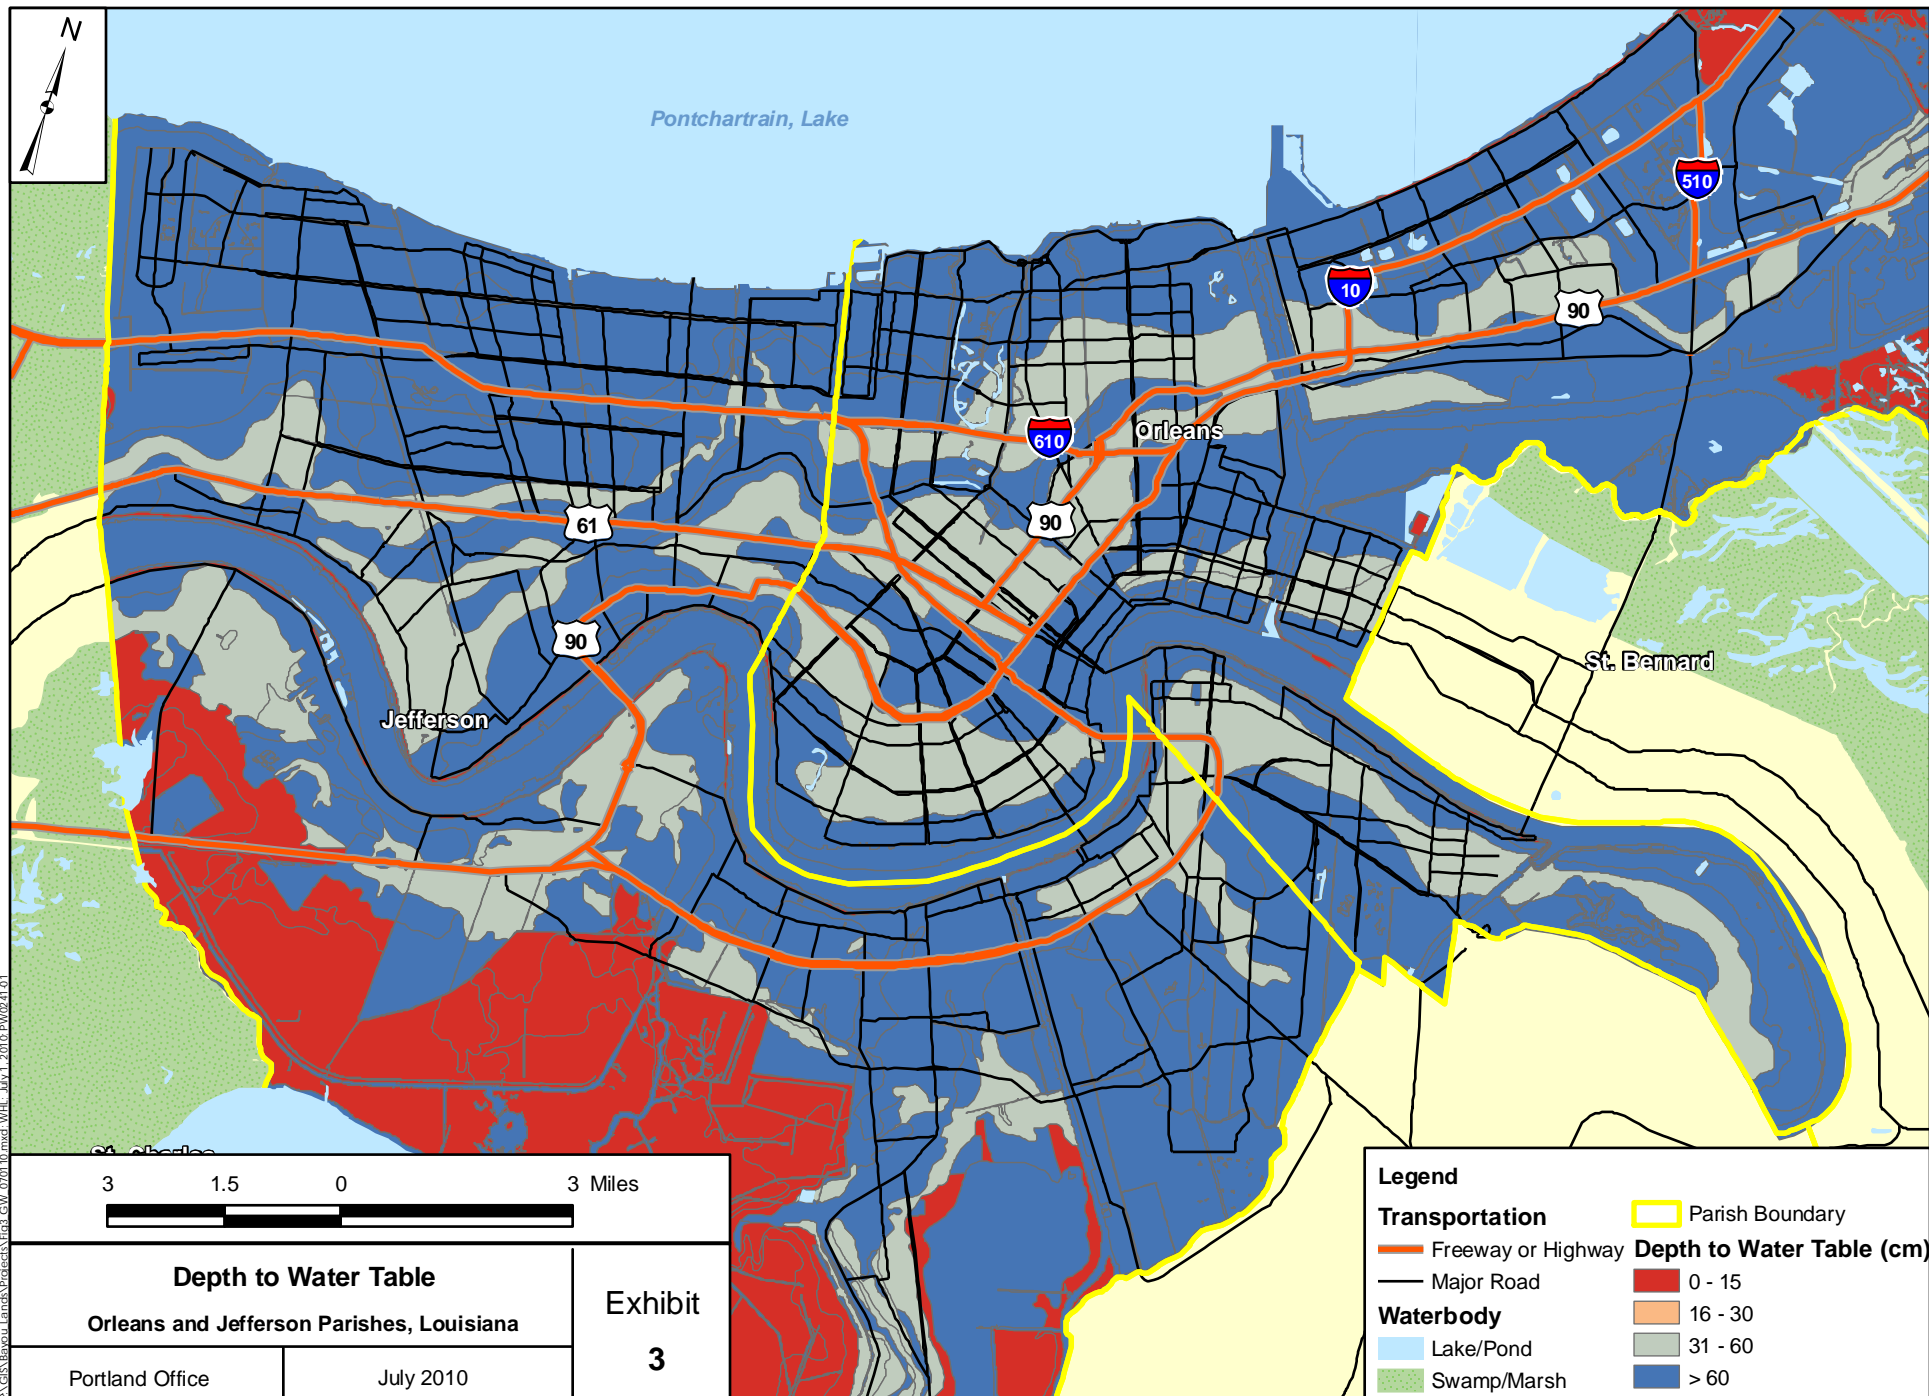 N
Pontchartrain, Lake
510
10
90
610
Orleans
90
61
90
St. Bernard
Jefferson
3 1.5 0 3 Miles
Depth to Water Table
Orleans and Jefferson Parishes, Louisiana
Portland Office
July 2010
Exhibit
3
Legend
Transportation
Freeway or Highway
Major Road
Waterbody
Lake/Pond
Swamp/Marsh
Parish Boundary
Depth to Water Table (cm)
0 - 15
16 - 30
31 - 60
> 60